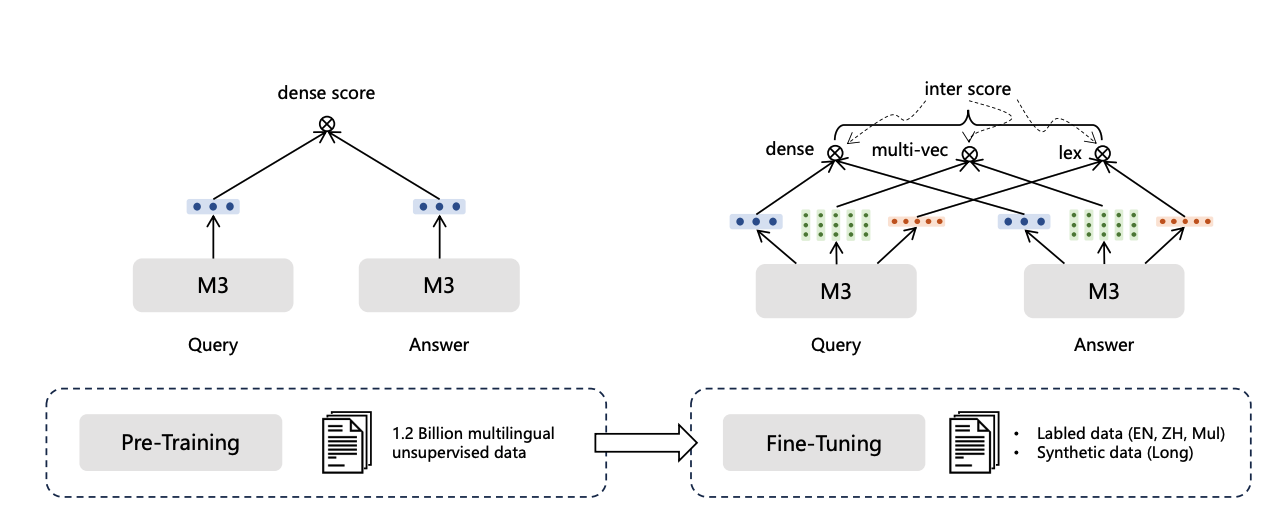 dense score
M3
M3
Query
Answer
Pre-Training
1.2 Billion multilingual
unsupervised data
inter score
dense
multi-vec
lex
M3
M3
Query
Answer
Fine-Tuning
• Labled data (EN, ZH, Mul)
• Synthetic data (Long)